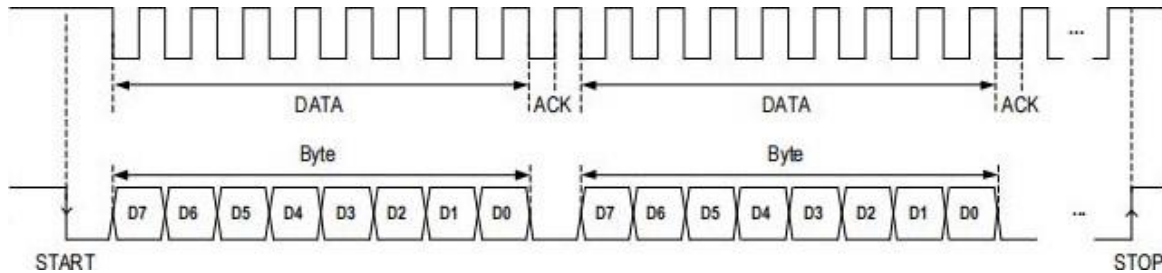 ...
...
DATA ACK DATA ACK
Byte Byte
D7 D6 D5 D4 D3 D2 D1 D0 D7 D6 D5 D4 D3 D2 D1 D0 ...
START STOP